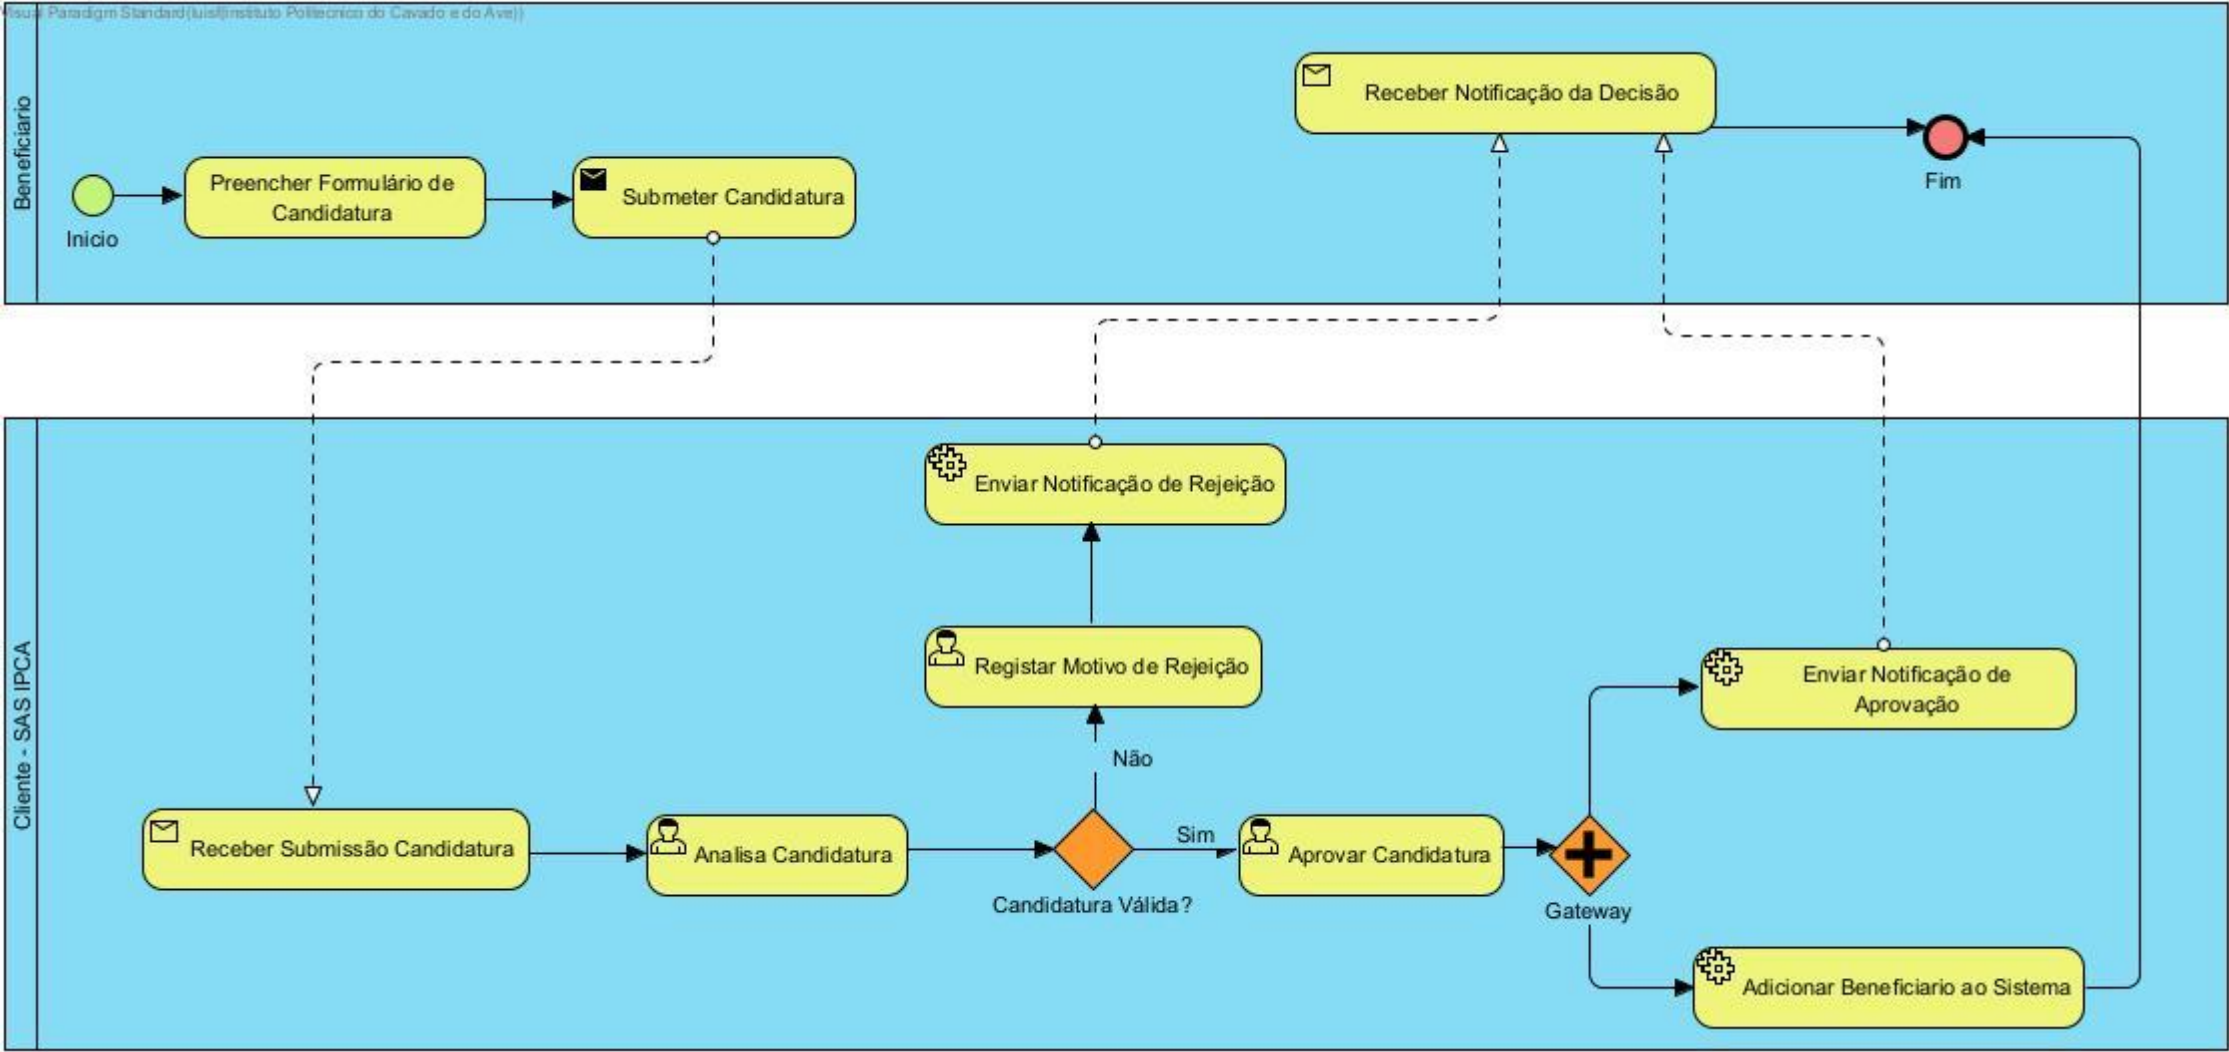 Visual Paradigm Standard(luisf(Instituto Politecnico do Cavado e do Ave))
Beneficiario
Inicio
Preencher Formulário de
Candidatura
Submeter Candidatura
Receber Notificação da Decisão
Fim
Cliente - SAS IPCA
Enviar Notificação de Rejeição
Registar Motivo de Rejeição
Não
Enviar Notificação de
Aprovação
Receber Submissão Candidatura
Analisa Candidatura
Candidatura Válida?
Sim
Aprovar Candidatura
Gateway
Adicionar Beneficiario ao Sistema